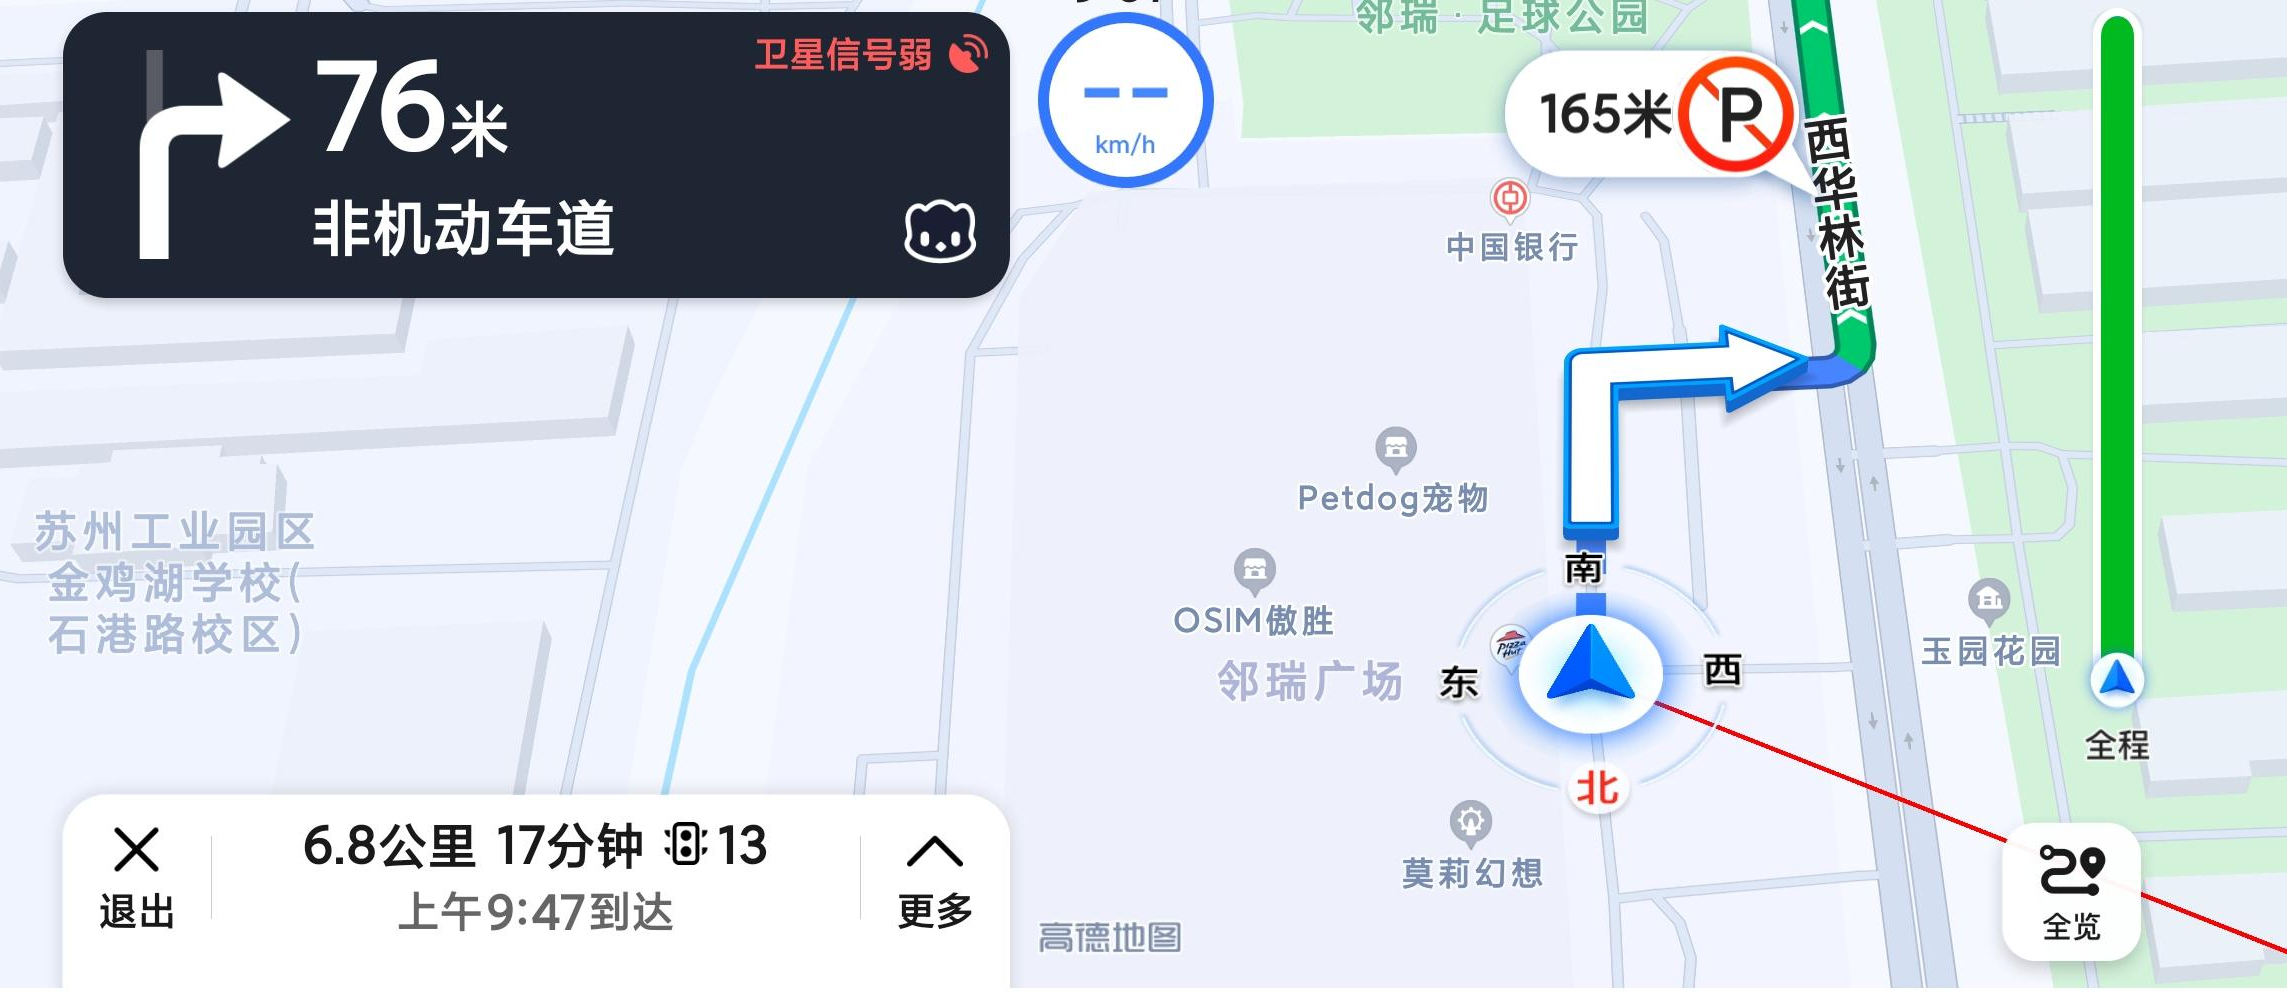 卫星信号弱
76米
非机动车道
km/h
邻瑞·足球公园
165米
P
西华林街
中国银行
Petdog宠物
OSIM傲胜
邻瑞广场
Pizza Hut
南
东
西
北
莫莉幻想
玉园花园
苏州工业园区
金鸡湖学校(
石港路校区)
全程
全览
退出
6.8公里 17分钟 13
上午9:47到达
更多
高德地图